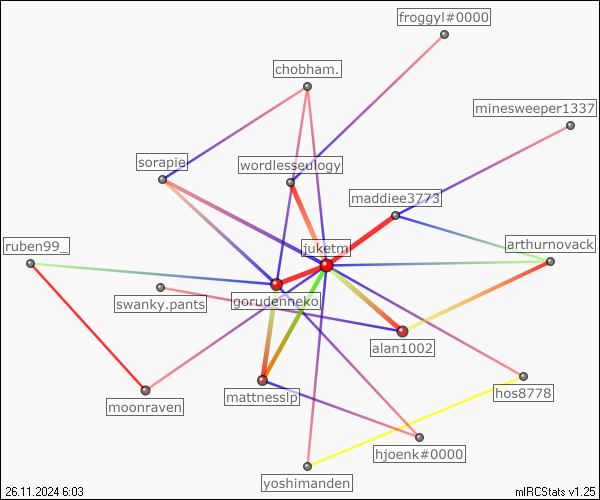 froggyl#0000
chobham.
minesweeper1337
sorapie
wordlesseulogy
maddiee3773
ruben99_
juketm
arthurnovack
swanky.pants
gorudenneko
alan1002
mattnesslp
hos8778
moonraven
hjoenk#0000
yoshimanden
26.11.2024 6:03
mIRCStats v1.25